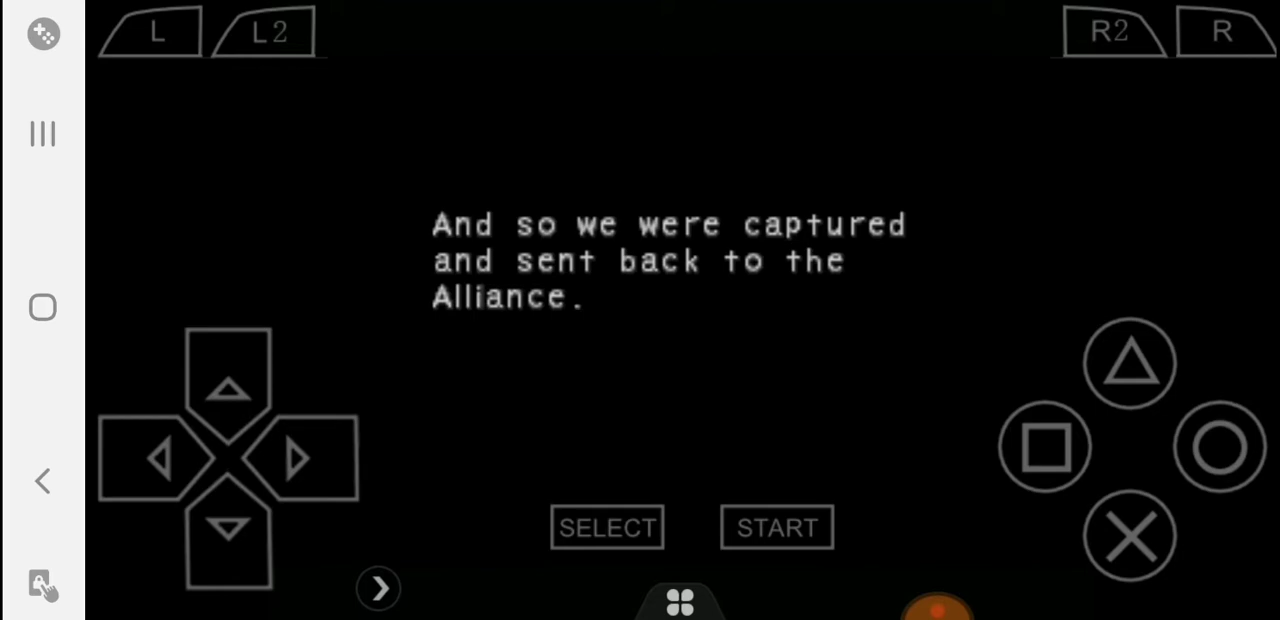 L L2 R2 R
And so we were captured
and sent back to the
Alliance.
SELECT START